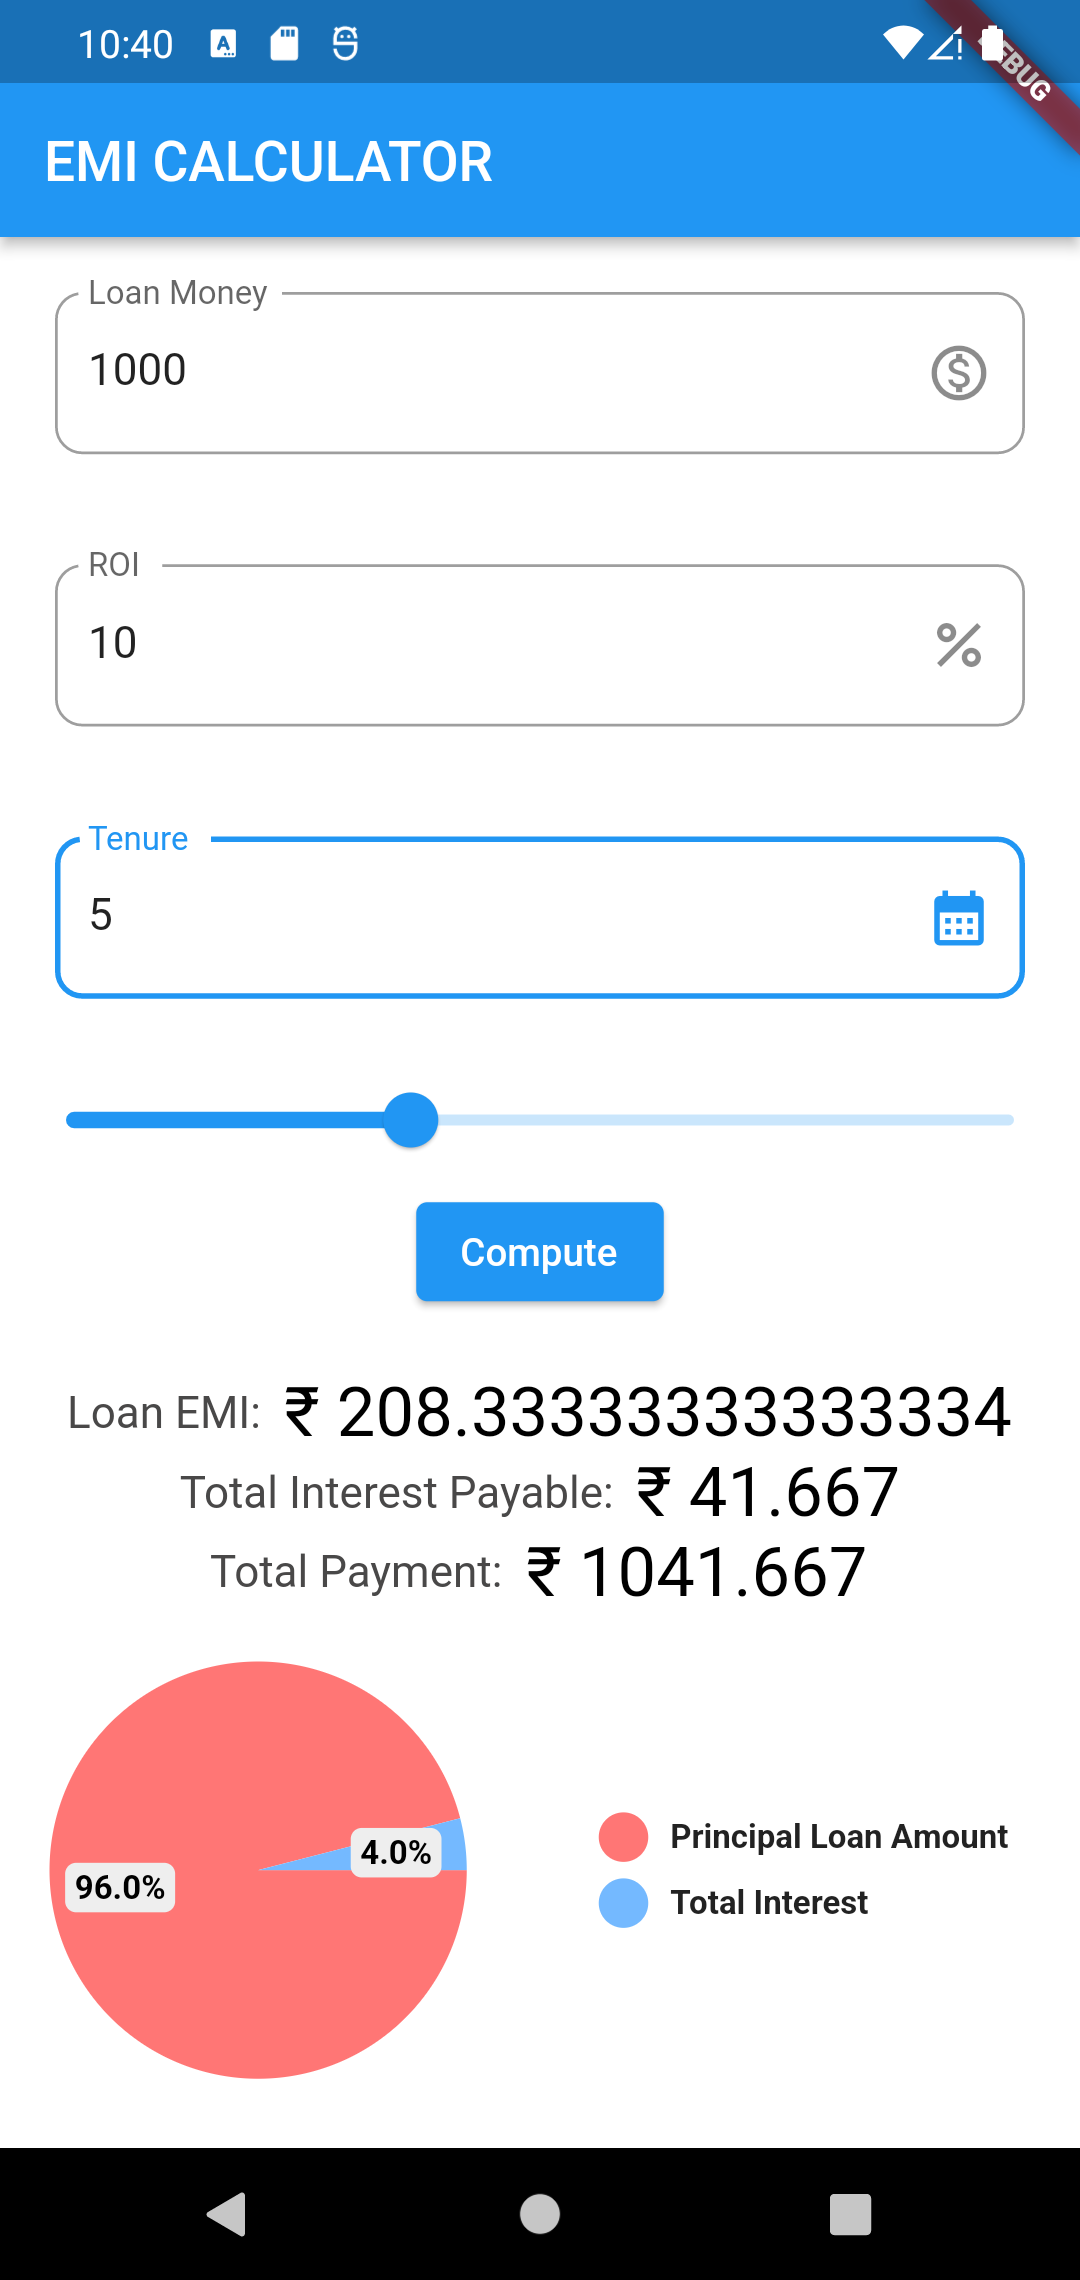 10:40
EBUG
EMI CALCULATOR
Loan Money
1000
ROI
10
Tenure
5
Compute
Loan EMI: ₹ 208.33333333333334
Total Interest Payable: ₹ 41.667
Total Payment: ₹ 1041.667
4.0%
96.0%
Principal Loan Amount
Total Interest